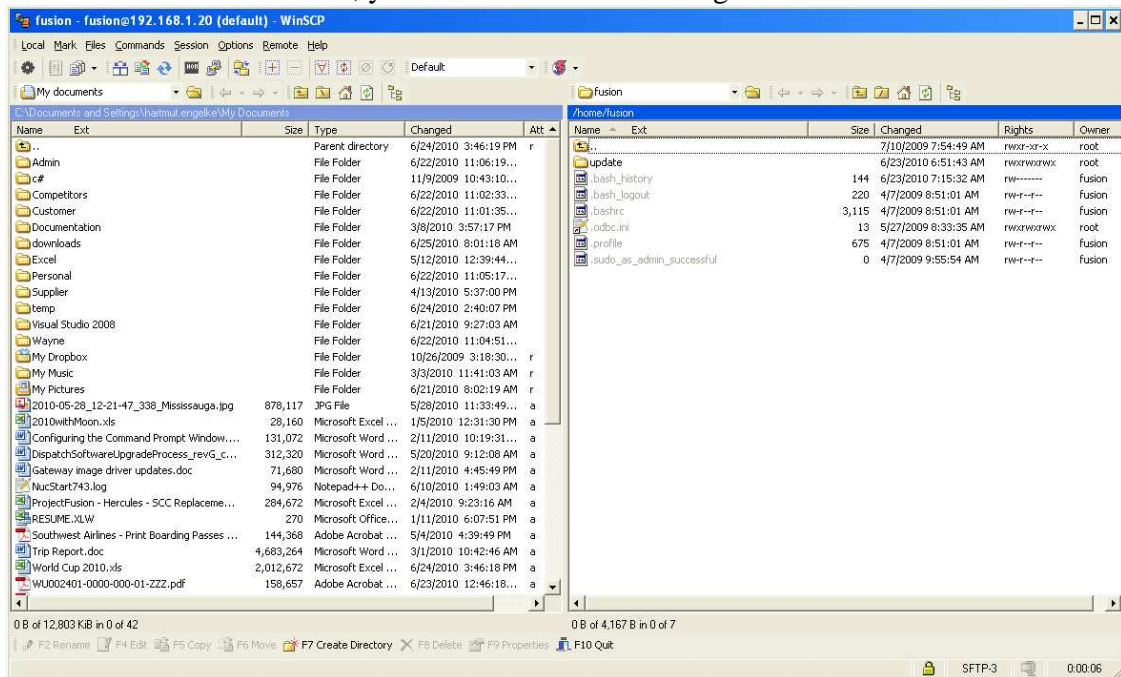 fusion - fusion@192.168.1.20 (default) - WinSCP
Local Mark Files Commands Session Options Remote Help
Default
My documents fusion
C:\Documents and Settings\hartmut.engelke\My Documents /home/fusion
Name Ext Size Type Changed Att Name Ext Size Changed Rights Owner
.. Parent directory 6/24/2010 3:46:19 PM r .. 7/10/2009 7:54:49 AM rwxr-xr-x root
Admin File Folder 6/22/2010 11:06:19... update 6/23/2010 6:51:43 AM rwxrwxrwx root
c# File Folder 11/9/2009 10:43:10... .bash_history 144 6/23/2010 7:15:32 AM rw------- fusion
Competitors File Folder 6/22/2010 11:02:33... .bash_logout 220 4/7/2009 8:51:01 AM rw-r--r-- fusion
Customer File Folder 6/22/2010 11:01:35... .bashrc 3,115 4/7/2009 8:51:01 AM rw-r--r-- fusion
Documentation File Folder 3/8/2010 3:57:17 PM .odbc.ini 13 5/27/2009 8:33:35 AM rwxrwxrwx root
downloads File Folder 6/25/2010 8:01:18 AM .profile 675 4/7/2009 8:51:01 AM rw-r--r-- fusion
Excel File Folder 5/12/2010 12:39:44... .sudo_as_admin_successful 0 4/7/2009 9:55:54 AM rw-r--r-- fusion
Personal File Folder 6/22/2010 11:05:17...
Supplier File Folder 4/13/2010 5:37:00 PM
temp File Folder 6/24/2010 2:40:07 PM
Visual Studio 2008 File Folder 6/21/2010 9:27:03 AM
Wayne File Folder 6/22/2010 11:04:51...
My Dropbox File Folder 10/26/2009 3:18:30... r
My Music File Folder 3/3/2010 11:41:03 AM r
My Pictures File Folder 6/21/2010 8:02:19 AM r
2010-05-28_12-21-47_338_Mississauga.jpg 878,117 JPG File 5/28/2010 11:33:49... a
2010withMoon.xls 28,160 Microsoft Excel ... 1/5/2010 12:31:30 PM a
Configuring the Command Prompt Window.... 131,072 Microsoft Word ... 2/11/2010 10:19:31... a
DispatchSoftwareUpgradeProcess_revG_c... 312,320 Microsoft Word ... 5/20/2010 9:12:08 AM a
Gateway image driver updates.doc 71,680 Microsoft Word ... 2/11/2010 4:45:49 PM a
NucStart743.log 94,976 Notepad++ Do... 6/10/2010 1:49:03 AM a
ProjectFusion - Hercules - SCC Replaceme... 284,672 Microsoft Excel ... 2/4/2010 9:23:16 AM a
RESUME.XLW 270 Microsoft Office... 1/11/2010 6:07:51 PM a
Southwest Airlines - Print Boarding Passes ... 144,368 Adobe Acrobat ... 5/4/2010 4:39:49 PM a
Trip Report.doc 4,683,264 Microsoft Word ... 3/1/2010 10:42:46 AM a
World Cup 2010.xls 2,012,672 Microsoft Excel ... 6/24/2010 3:46:18 PM a
WU002401-0000-000-01-ZZZ.pdf 158,657 Adobe Acrobat ... 6/23/2010 12:46:18... a
0 B of 12,803 KiB in 0 of 42 0 B of 4,167 B in 0 of 7
F2 Rename F4 Edit F5 Copy F6 Move F7 Create Directory F8 Delete F9 Properties F10 Quit
SFTP-3 0:00:06